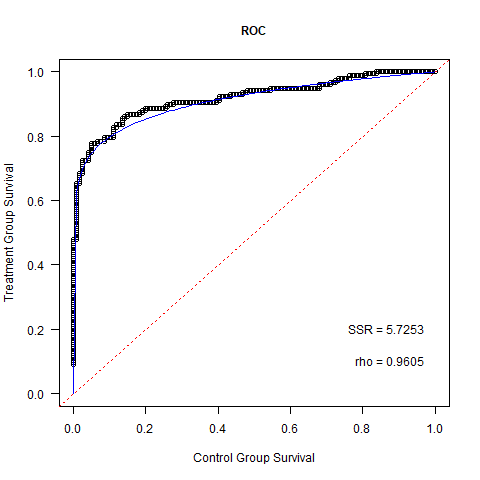 ROC
Treatment Group Survival
1.0
0.8
0.6
0.4
0.2
0.0
SSR = 5.7253
rho = 0.9605
0.0 0.2 0.4 0.6 0.8 1.0
Control Group Survival